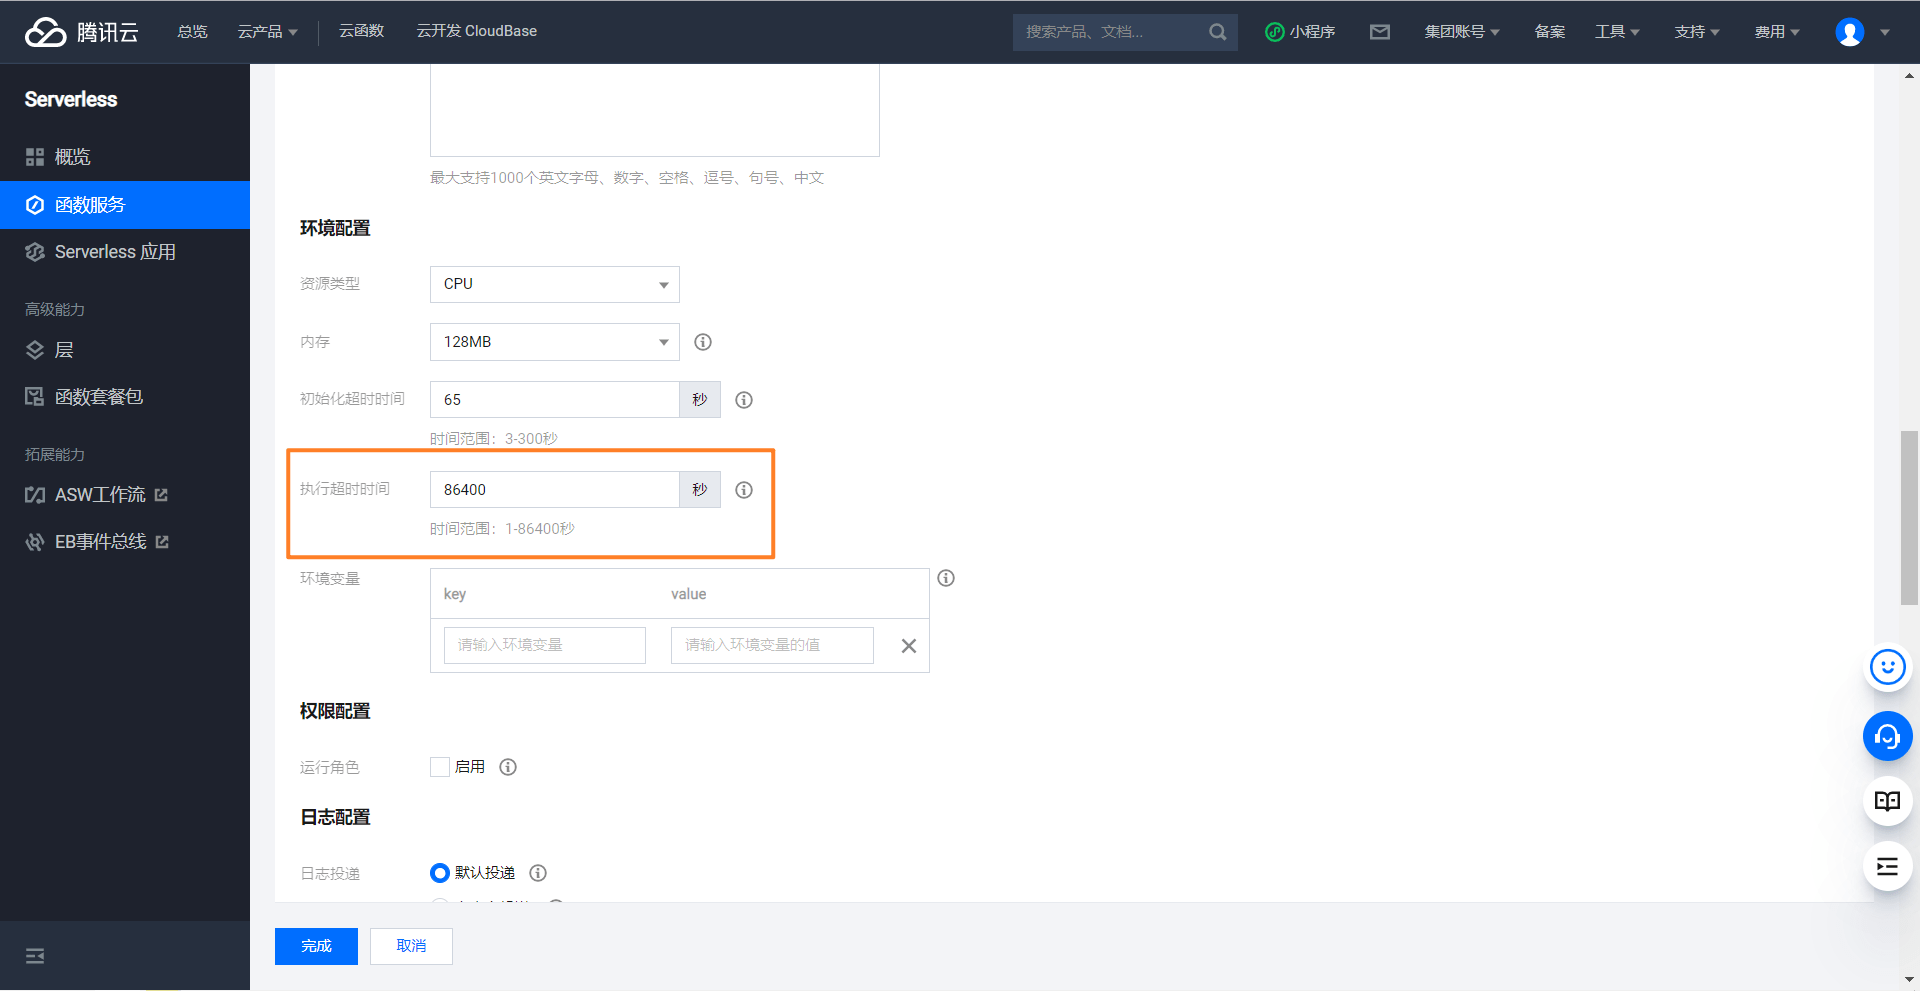 腾讯云
总览
云产品
云函数
云开发 CloudBase
搜索产品、文档...
小程序
集团账号
备案
工具
支持
费用
Serverless
概览
函数服务
Serverless 应用
高级能力
层
函数套餐包
拓展能力
ASW工作流
EB事件总线
最大支持1000个英文字母、数字、空格、逗号、句号、中文
环境配置
资源类型 CPU
内存 128MB
初始化超时时间 65 秒
时间范围：3-300秒
执行超时时间 86400 秒
时间范围：1-86400秒
环境变量
key value
请输入环境变量 请输入环境变量的值
权限配置
运行角色 启用
日志配置
日志投递 默认投递
完成 取消